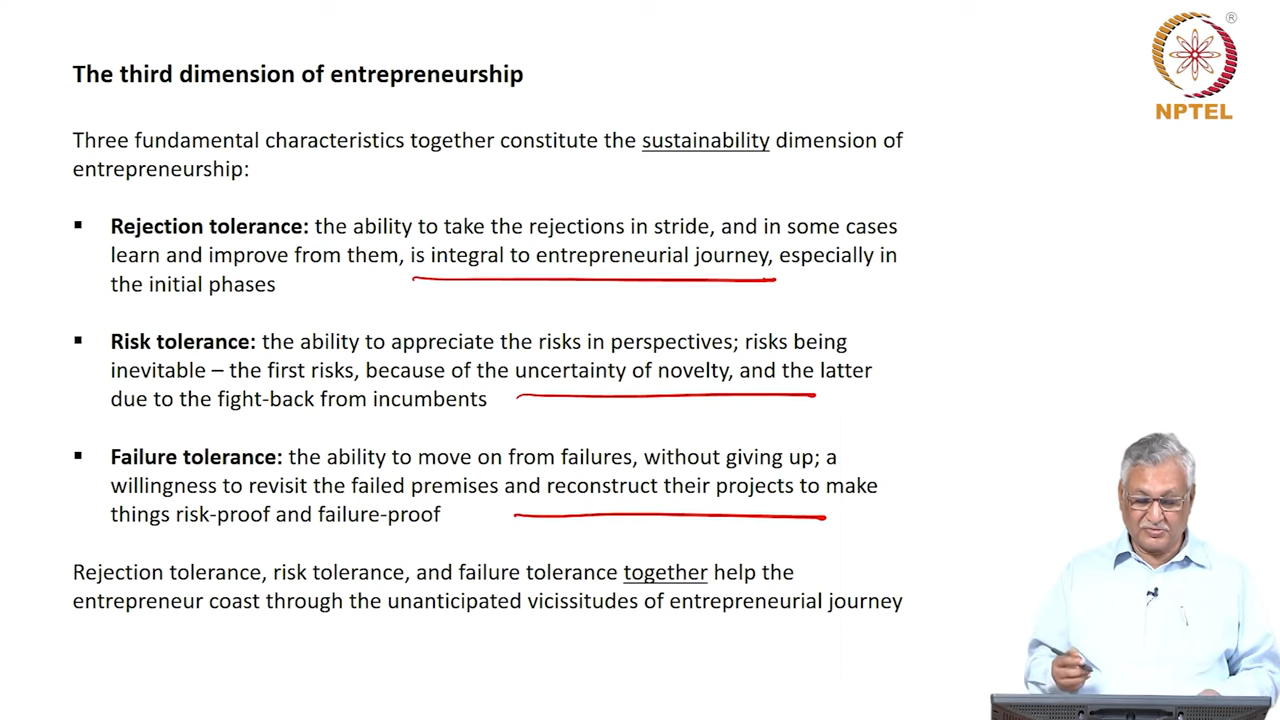 The third dimension of entrepreneurship
®
NPTEL
Three fundamental characteristics together constitute the sustainability dimension of
entrepreneurship:
▪ Rejection tolerance: the ability to take the rejections in stride, and in some cases
learn and improve from them, is integral to entrepreneurial journey, especially in
the initial phases
▪ Risk tolerance: the ability to appreciate the risks in perspectives; risks being
inevitable – the first risks, because of the uncertainty of novelty, and the latter
due to the fight-back from incumbents
▪ Failure tolerance: the ability to move on from failures, without giving up; a
willingness to revisit the failed premises and reconstruct their projects to make
things risk-proof and failure-proof
Rejection tolerance, risk tolerance, and failure tolerance together help the
entrepreneur coast through the unanticipated vicissitudes of entrepreneurial journey